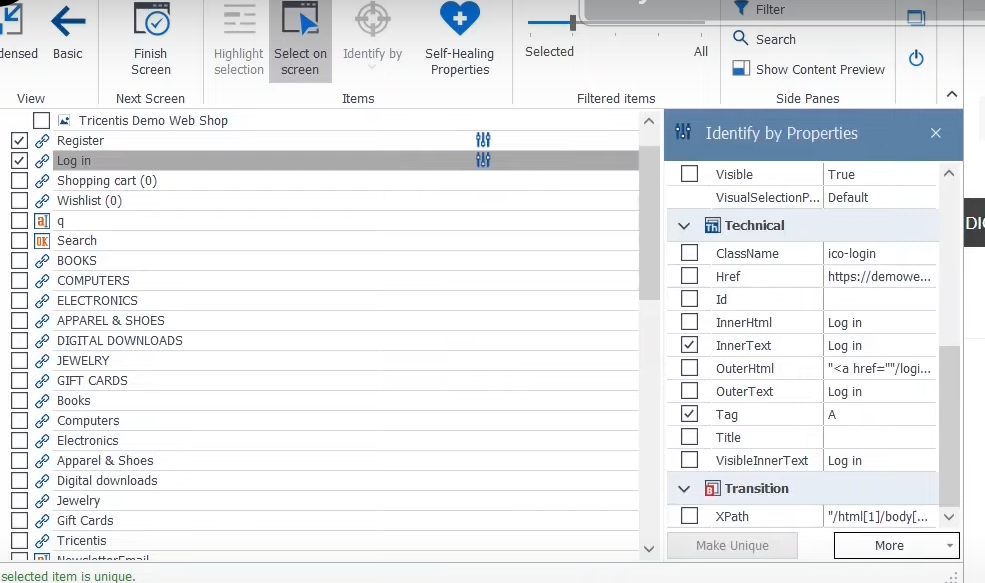 densed
Basic
View
Finish
Screen
Next Screen
Highlight
selection
Select on
screen
Identify by
Self-Healing
Properties
Items
Selected
All
Filtered items
Filter
Search
Show Content Preview
Side Panes
Tricentis Demo Web Shop
Register
Log in
Shopping cart (0)
Wishlist (0)
q
Search
BOOKS
COMPUTERS
ELECTRONICS
APPAREL & SHOES
DIGITAL DOWNLOADS
JEWELRY
GIFT CARDS
Books
Computers
Electronics
Apparel & Shoes
Digital downloads
Jewelry
Gift Cards
Tricentis
NewsletterEmail
selected item is unique.
Identify by Properties
Visible True
VisualSelectionP... Default
Technical
ClassName ico-login
Href https://demowe...
Id
InnerHtml Log in
InnerText Log in
OuterHtml "<a href=""/logi...
OuterText Log in
Tag A
Title
VisibleInnerText Log in
Transition
XPath "/html[1]/body[...
Make Unique
More